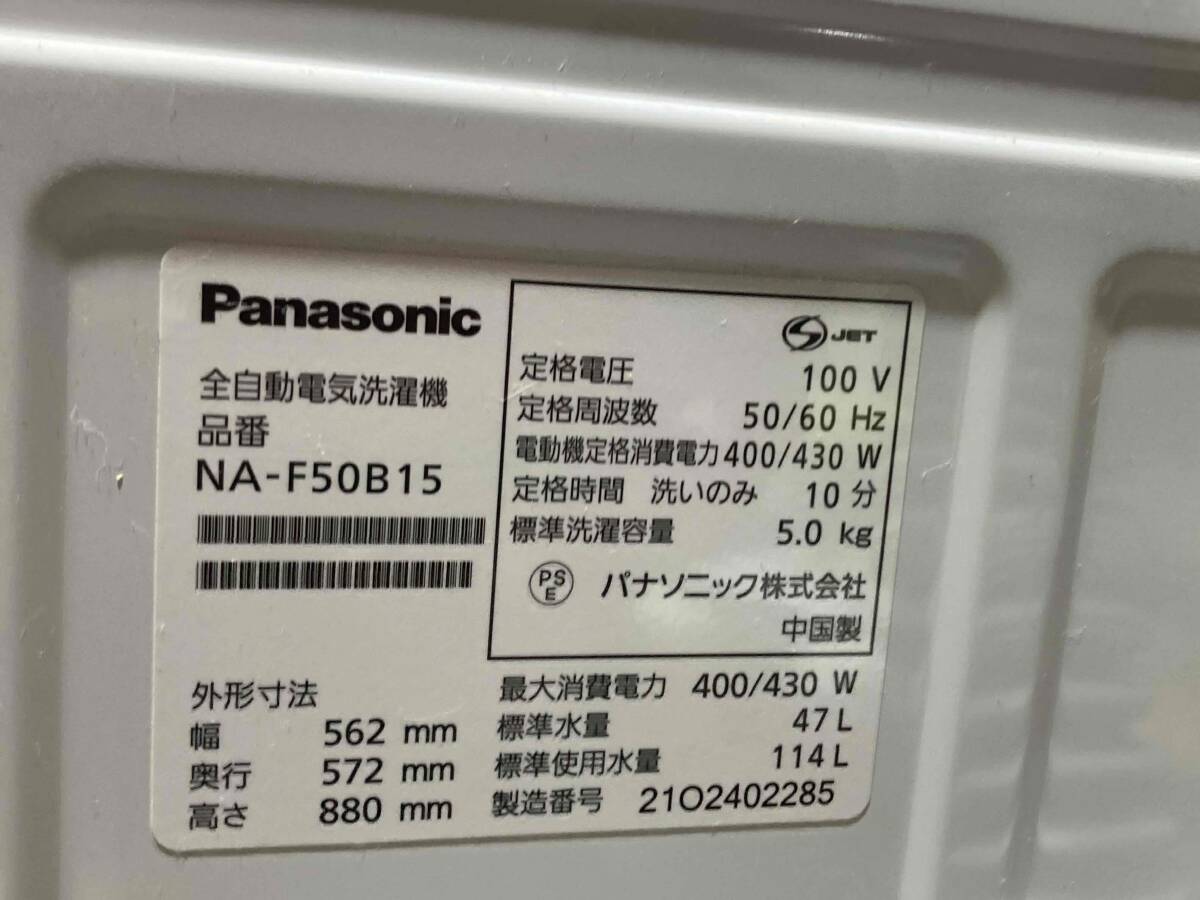 Panasonic
全自動電気洗濯機
品番
NA-F50B15
JET
定格電圧 100 V
定格周波数 50/60 Hz
電動機定格消費電力 400/430 W
定格時間 洗いのみ 10 分
標準洗濯容量 5.0 kg
PS
E
パナソニック株式会社
中国製
外形寸法
幅 562 mm
奥行 572 mm
高さ 880 mm
最大消費電力 400/430 W
標準水量 47 L
標準使用水量 114 L
製造番号 21O2402285